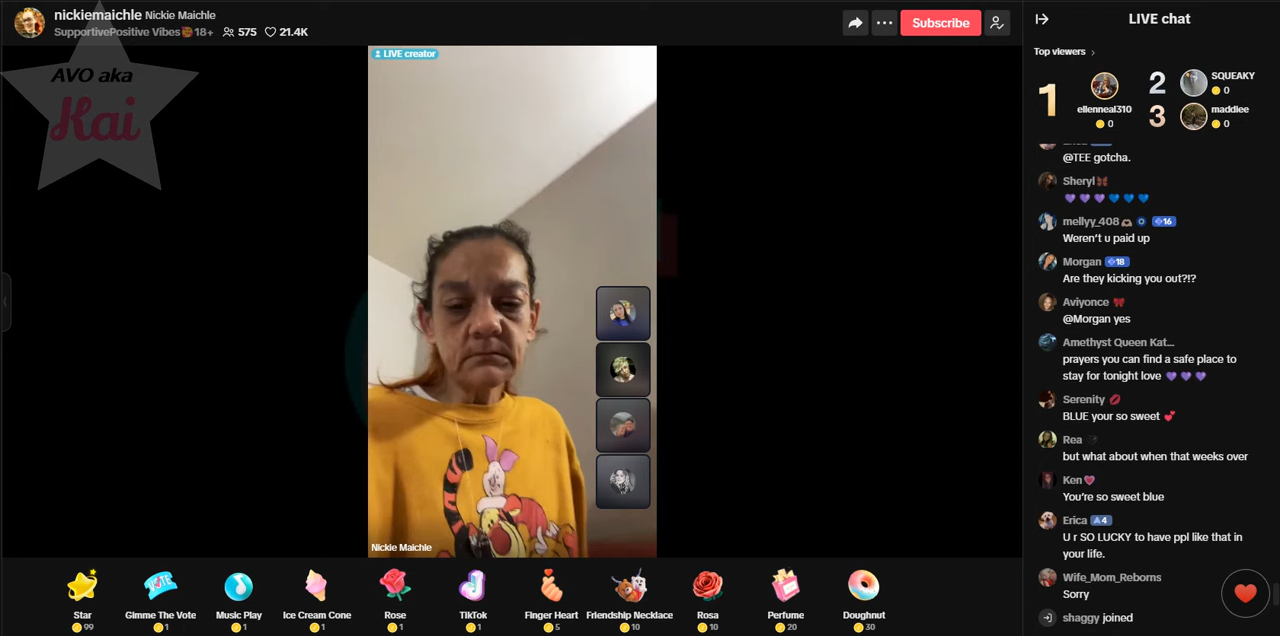 nickiemaichle Nickie Maichle
SupportivePositive Vibes 18+ 575 21.4K
Subscribe
AVO aka
Kai
LIVE creator
Nickie Maichle
Star
99
Gimme The Vote
1
Music Play
1
Ice Cream Cone
1
Rose
1
TikTok
1
Finger Heart
5
Friendship Necklace
10
Rosa
10
Perfume
20
Doughnut
30
LIVE chat
Top viewers
1
ellenneal310
0
2
SQUEAKY
0
3
maddlee
0
@TEE gotcha.
Sheryl
mellyy_408 16
Weren't u paid up
Morgan 18
Are they kicking you out?!?
Aviyonce
@Morgan yes
Amethyst Queen Kat...
prayers you can find a safe place to
stay for tonight love
Serenity
BLUE your so sweet
Rea
but what about when that weeks over
Ken
You're so sweet blue
Erica 4
U r SO LUCKY to have ppl like that in
your life.
Wife_Mom_Reborns
Sorry
shaggy joined